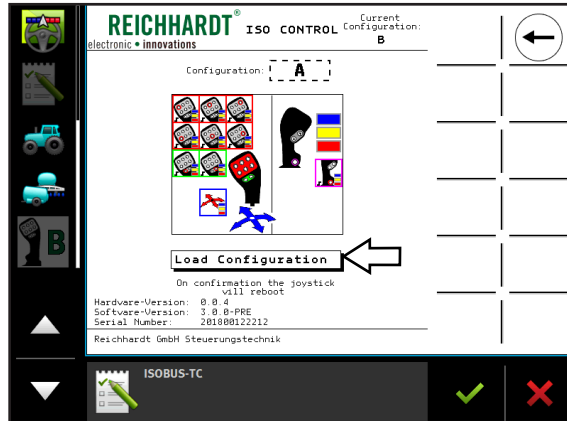 REICHHARDT®
electronic • innovations
ISO CONTROL
Current
Configuration:
B
Configuration: A
Load Configuration
On confirmation the joystick
will reboot
Hardware-Version: 0.0.4
Software-Version: 3.0.0-PRE
Serial Number: 201800122212
Reichhardt GmbH Steuerungstechnik
B
ISOBUS-TC